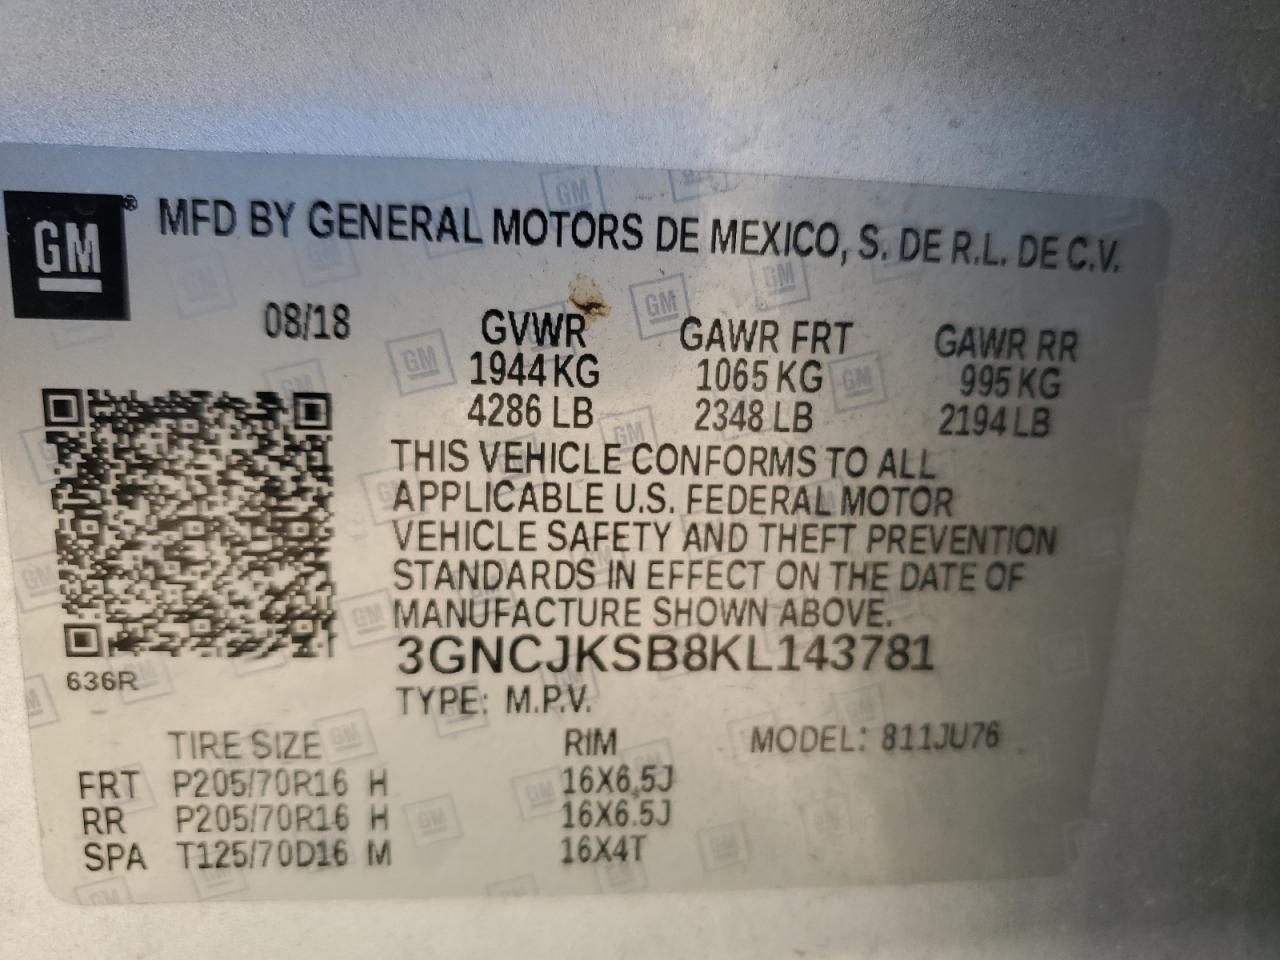 GM® MFD BY GENERAL MOTORS DE MEXICO, S. DE R.L. DE C.V.
08/18 GVWR GAWR FRT GAWR RR
1944 KG 1065 KG 995 KG
4286 LB 2348 LB 2194 LB
THIS VEHICLE CONFORMS TO ALL
APPLICABLE U.S. FEDERAL MOTOR
VEHICLE SAFETY AND THEFT PREVENTION
STANDARDS IN EFFECT ON THE DATE OF
MANUFACTURE SHOWN ABOVE.
3GNCJKSB8KL143781
636R
TYPE: M.P.V.
TIRE SIZE RIM MODEL: 811JU76
FRT P205/70R16 H 16X6.5J
RR P205/70R16 H 16X6.5J
SPA T125/70D16 M 16X4T